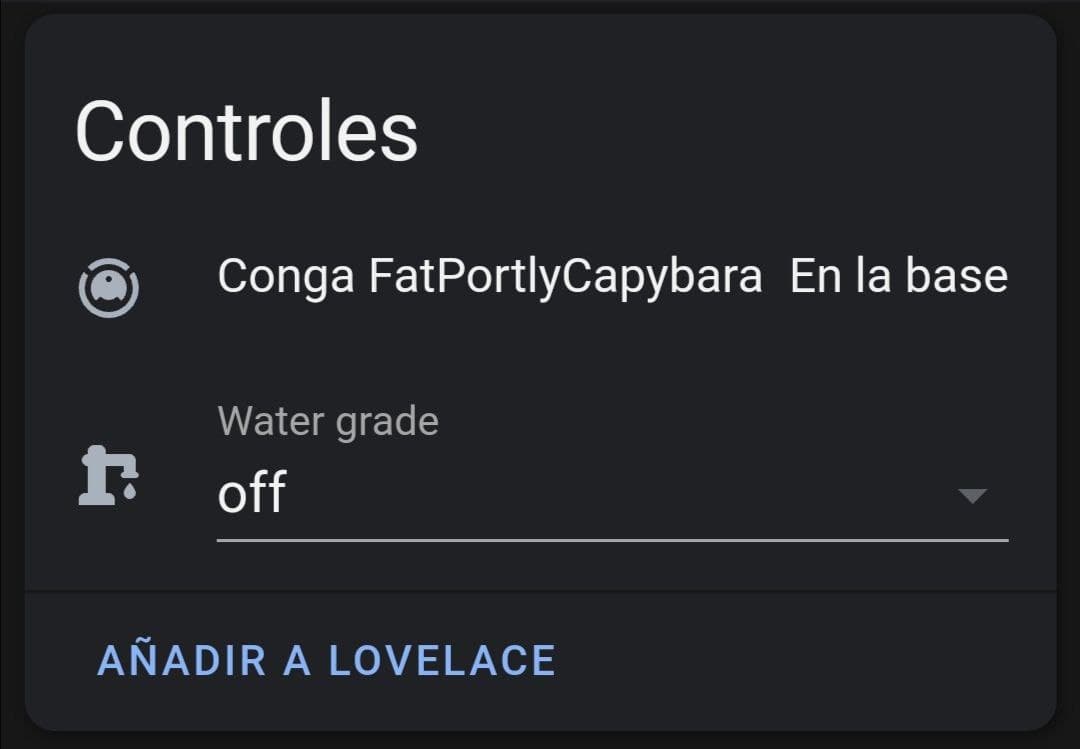 Controles
Conga FatPortlyCapybara En la base
Water grade
off
AÑADIR A LOVELACE